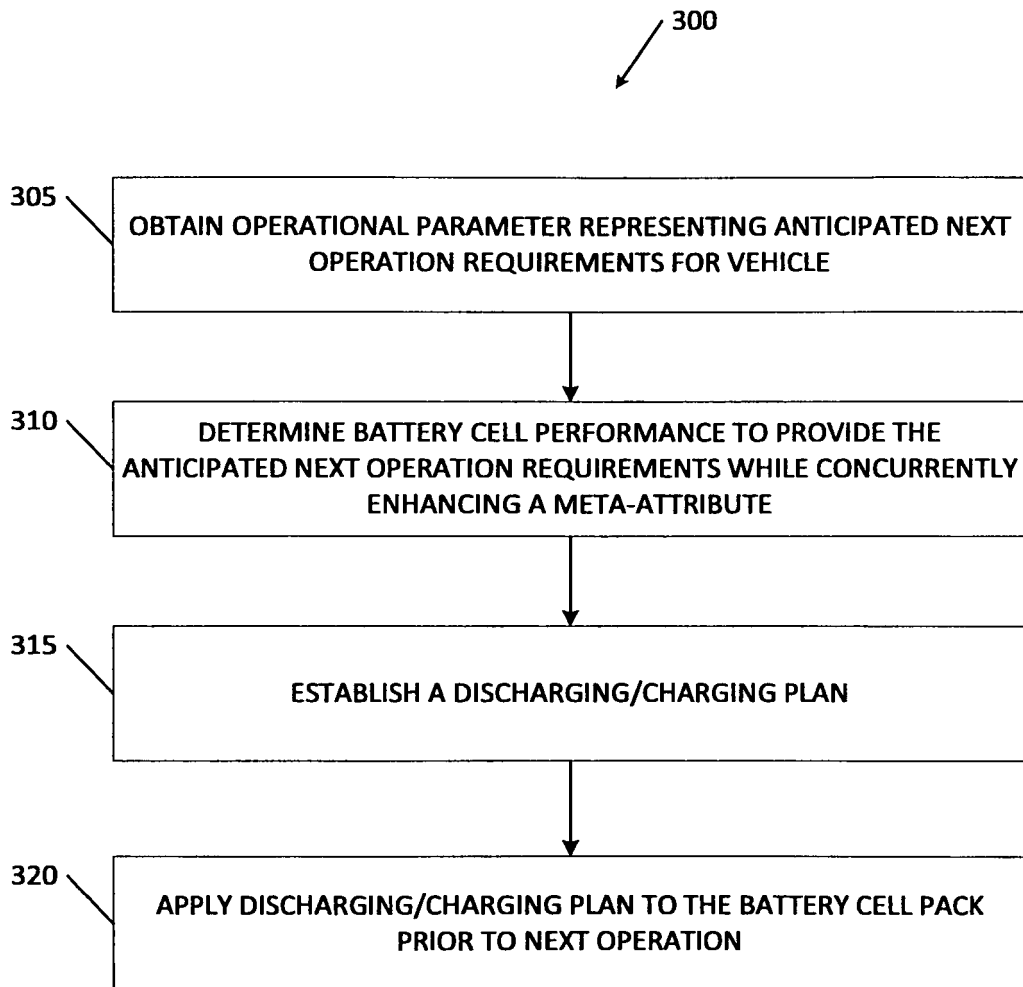 300
305
OBTAIN OPERATIONAL PARAMETER REPRESENTING ANTICIPATED NEXT
OPERATION REQUIREMENTS FOR VEHICLE
310
DETERMINE BATTERY CELL PERFORMANCE TO PROVIDE THE
ANTICIPATED NEXT OPERATION REQUIREMENTS WHILE CONCURRENTLY
ENHANCING A META-ATTRIBUTE
315
ESTABLISH A DISCHARGING/CHARGING PLAN
320
APPLY DISCHARGING/CHARGING PLAN TO THE BATTERY CELL PACK
PRIOR TO NEXT OPERATION